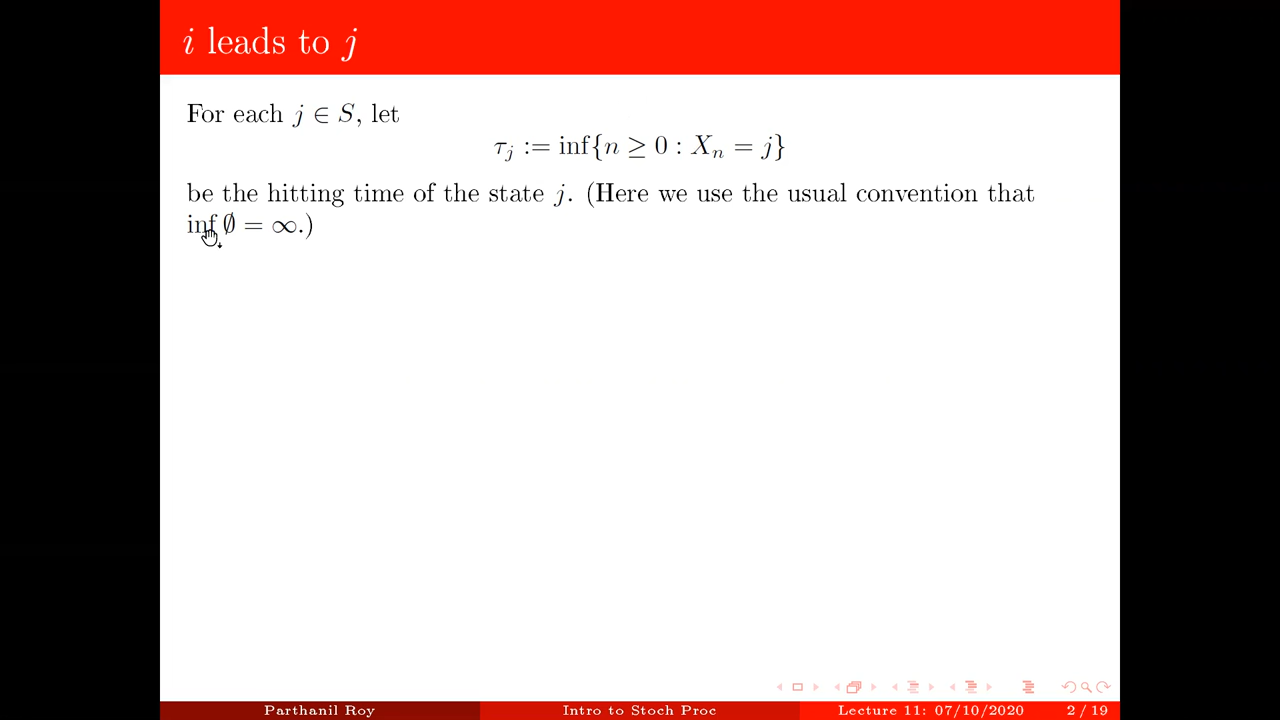 i leads to j
For each j ∈ S, let
τ_j := inf{n ≥ 0 : X_n = j}
be the hitting time of the state j. (Here we use the usual convention that
inf ∅ = ∞.)
Parthanil Roy Intro to Stoch Proc Lecture 11: 07/10/2020 2 / 19